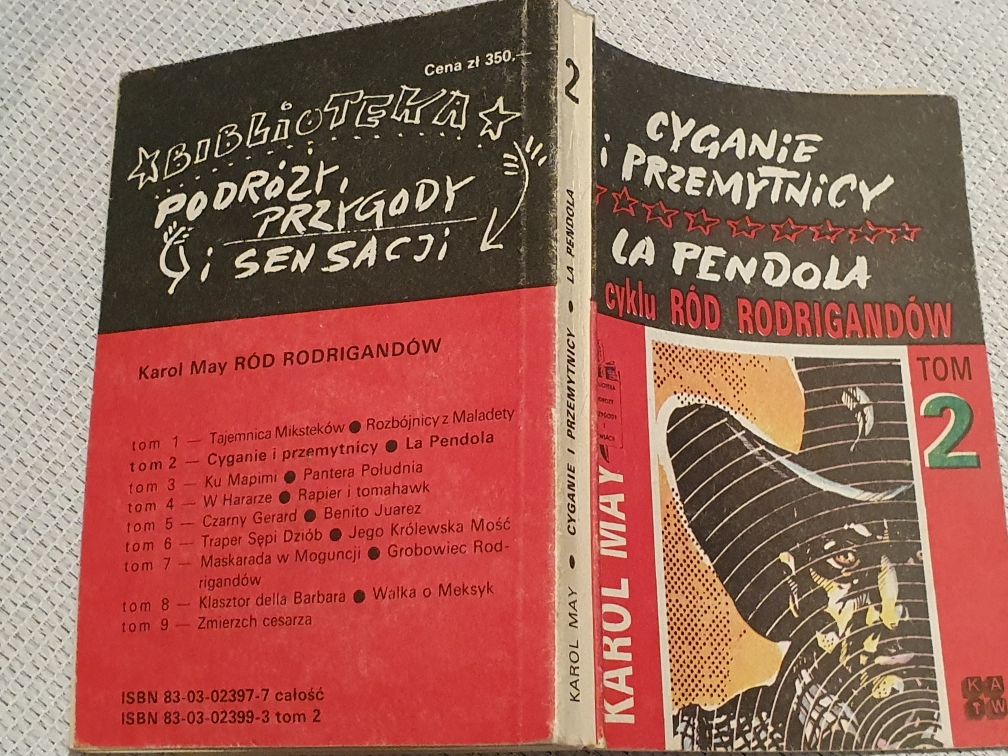 Cena zł 350,—
BIBLIOTEKA
PODRÓŻY,
PRZYGODY
i SENSACJI
Karol May RÓD RODRIGANDÓW
tom 1 — Tajemnica Miksteków ● Rozbójnicy z Maladety
tom 2 — Cyganie i przemytnicy ● La Pendola
tom 3 — Ku Mapimi ● Pantera Południa
tom 4 — W Hararze ● Rapier i tomahawk
tom 5 — Czarny Gerard ● Benito Juarez
tom 6 — Traper Sępi Dziób ● Jego Królewska Mość
tom 7 — Maskarada w Moguncji ● Grobowiec Rod-
rigandów
tom 8 — Klasztor della Barbara ● Walka o Meksyk
tom 9 — Zmierzch cesarza
ISBN 83-03-02397-7 całość
ISBN 83-03-02399-3 tom 2
KAROL MAY • CYGANIE I PRZEMYTNICY • LA PENDOLA 2
CYGANiE
i PRZEMYTNiCY
LA PENDOLA
cyklu RÓD RODRIGANDÓW
TOM
2
KAROL MAY
K A
W